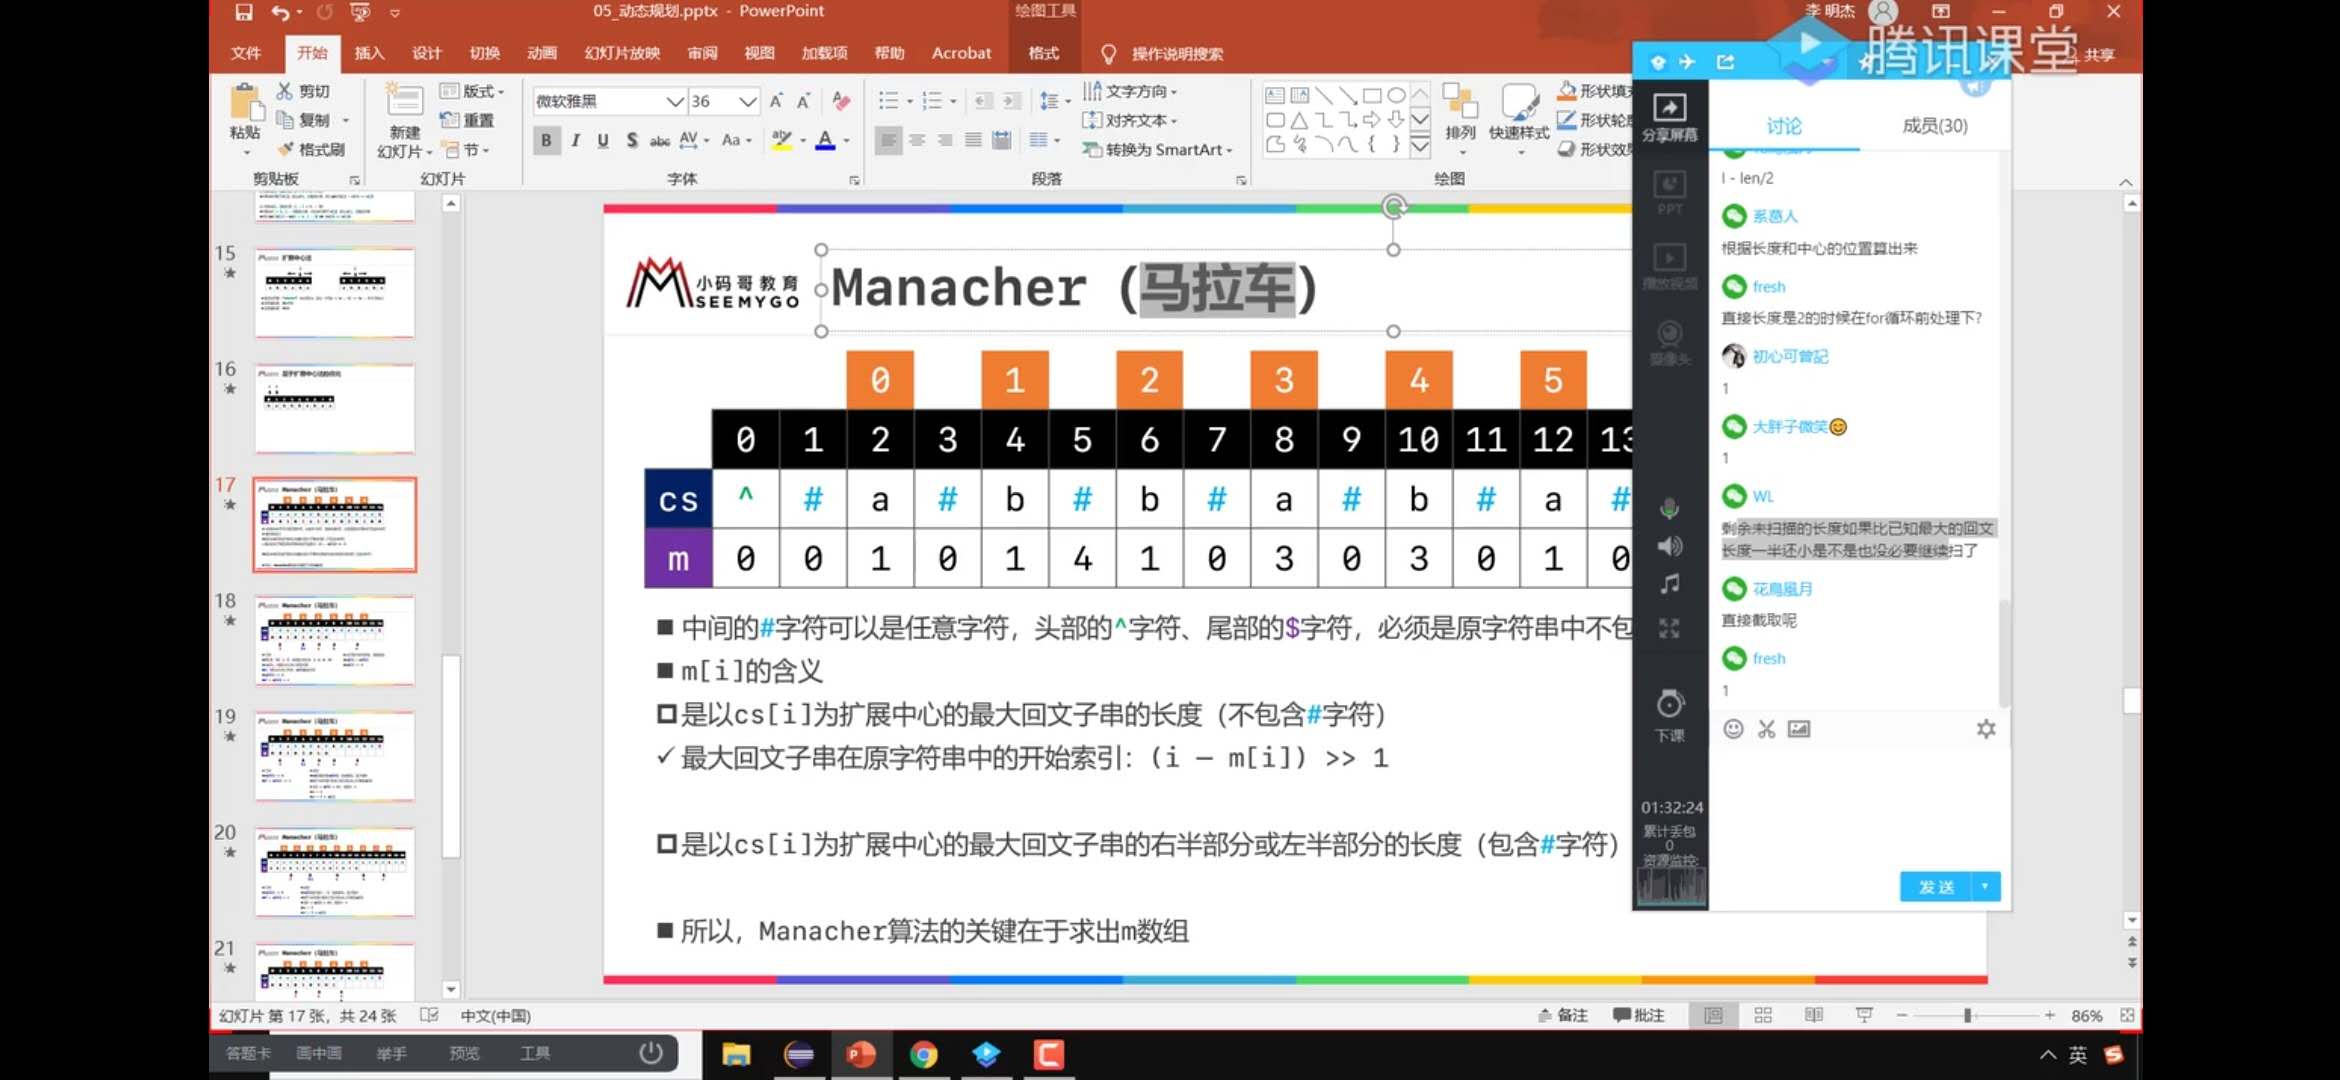 05_动态规划.pptx - PowerPoint
绘图工具
李 明杰
腾讯课堂
文件 开始 插入 设计 切换 动画 幻灯片放映 审阅 视图 加载项 帮助 Acrobat 格式 操作说明搜索 共享
粘贴
剪切
复制
格式刷
剪贴板
新建
幻灯片
版式
重置
节
幻灯片
微软雅黑 36
B I U S abc AV Aa A
字体
文字方向
对齐文本
转换为 SmartArt
段落
排列
快速样式
形状填充
形状轮廓
形状效果
绘图
15
16
17
18
19
20
21
小码哥教育
SEEMYGO
Manacher（马拉车）
0 1 2 3 4 5
0 1 2 3 4 5 6 7 8 9 10 11 12 13
cs ^ # a # b # b # a # b # a #
m 0 0 1 0 1 4 1 0 3 0 3 0 1 0
■ 中间的#字符可以是任意字符，头部的^字符、尾部的$字符，必须是原字符串中不包
■ m[i]的含义
是以cs[i]为扩展中心的最大回文子串的长度（不包含#字符）
✓ 最大回文子串在原字符串中的开始索引：(i – m[i]) >> 1
是以cs[i]为扩展中心的最大回文子串的右半部分或左半部分的长度（包含#字符）
■ 所以，Manacher算法的关键在于求出m数组
分享屏幕
PPT
播放视频
摄像头
下课
01:32:24
累计丢包
0
资源监控:
讨论 成员(30)
l - len/2
系蒠人
根据长度和中心的位置算出来
fresh
直接长度是2的时候在for循环前处理下?
初心可曾記
1
大胖子微笑😊
1
WL
剩余未扫描的长度如果比已知最大的回文
长度一半还小是不是也没必要继续扫了
花鳥風月
直接截取呢
fresh
1
发送
幻灯片 第 17 张，共 24 张 中文(中国) 备注 批注 86%
答题卡 画中画 举手 预览 工具
英